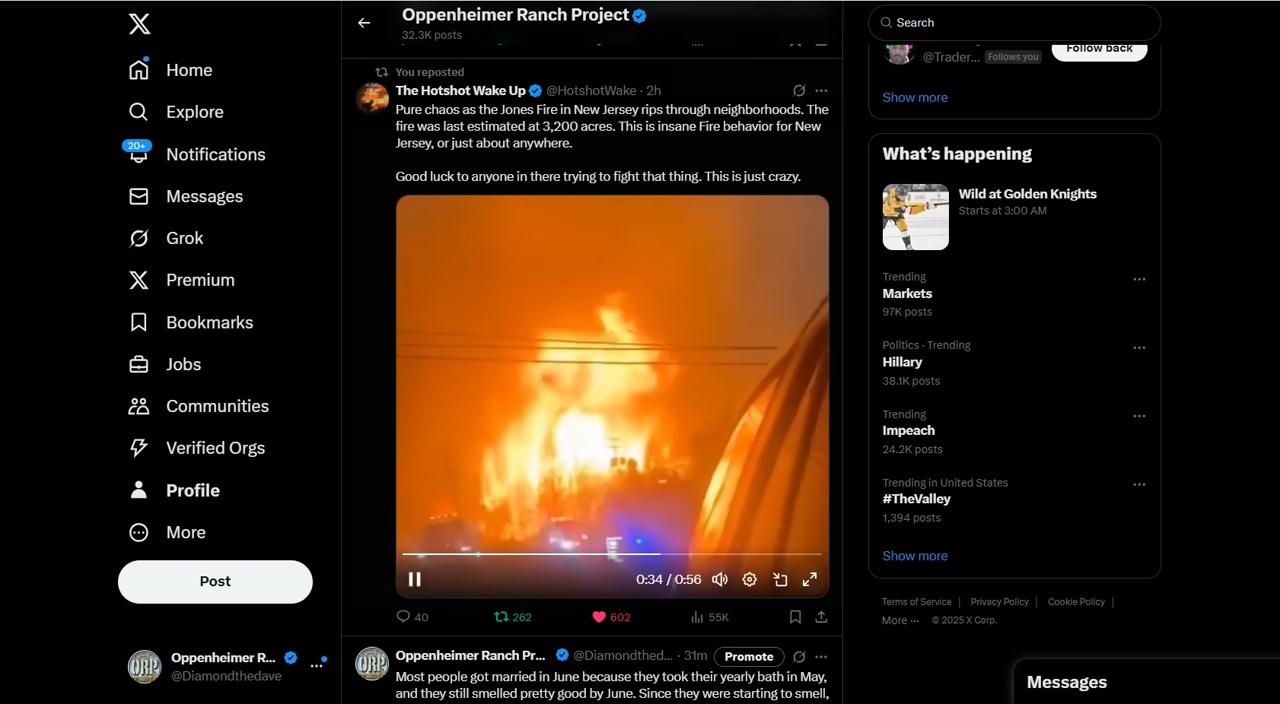 Home
Explore
20+
Notifications
Messages
Grok
Premium
Bookmarks
Jobs
Communities
Verified Orgs
Profile
More
Post
Oppenheimer R...
@Diamondthedave
Oppenheimer Ranch Project
32.3K posts
You reposted
The Hotshot Wake Up @HotshotWake · 2h
Pure chaos as the Jones Fire in New Jersey rips through neighborhoods. The
fire was last estimated at 3,200 acres. This is insane Fire behavior for New
Jersey, or just about anywhere.
Good luck to anyone in there trying to fight that thing. This is just crazy.
0:34 / 0:56
40 262 602 55K
ORP
Oppenheimer Ranch Pr... @Diamondthed... · 31m Promote
Most people got married in June because they took their yearly bath in May,
and they still smelled pretty good by June. Since they were starting to smell,
Search
@Trader... Follows you
Follow back
Show more
What's happening
Wild at Golden Knights
Starts at 3:00 AM
Trending
Markets
97K posts
Politics · Trending
Hillary
38.1K posts
Trending
Impeach
24.2K posts
Trending in United States
#TheValley
1,394 posts
Show more
Terms of Service | Privacy Policy | Cookie Policy |
More ··· © 2025 X Corp.
Messages